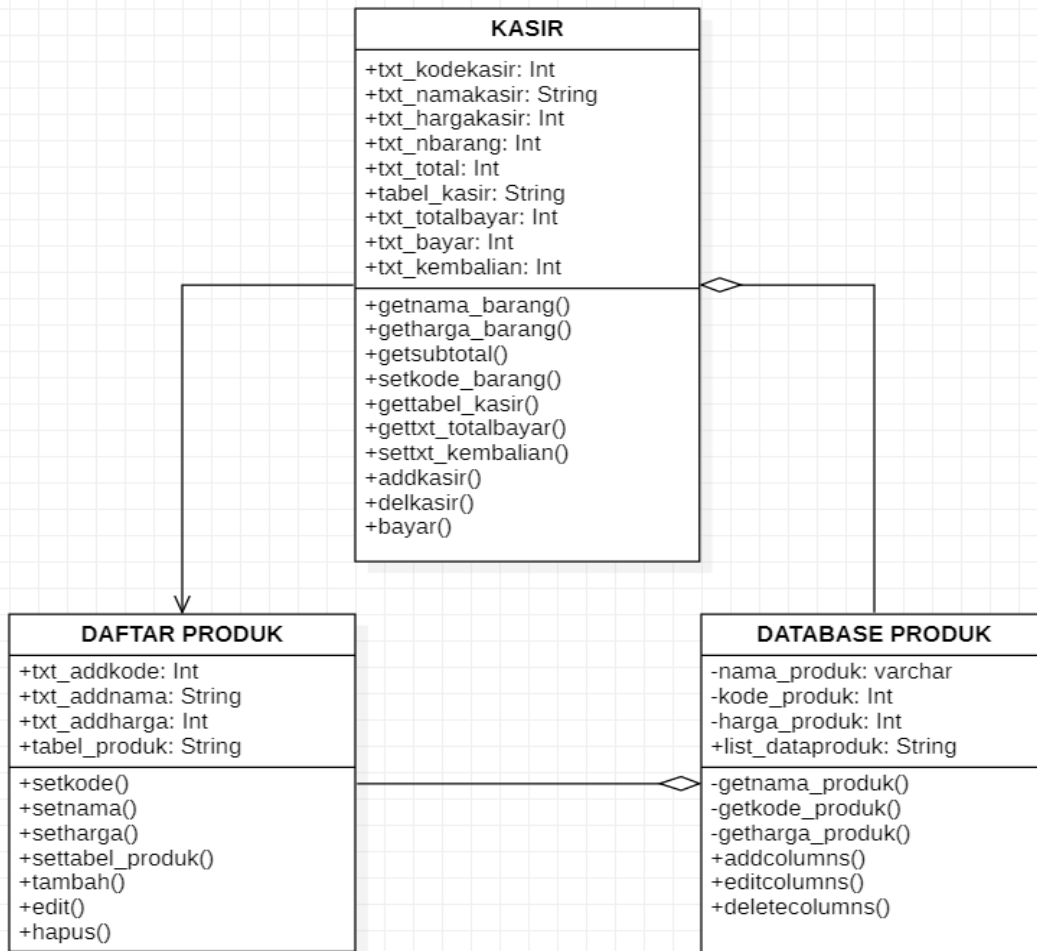 KASIR
+txt_kodekasir: Int
+txt_namakasir: String
+txt_hargakasir: Int
+txt_nbarang: Int
+txt_total: Int
+tabel_kasir: String
+txt_totalbayar: Int
+txt_bayar: Int
+txt_kembalian: Int
+getnama_barang()
+getharga_barang()
+getsubtotal()
+setkode_barang()
+gettabel_kasir()
+gettxt_totalbayar()
+settxt_kembalian()
+addkasir()
+delkasir()
+bayar()
DAFTAR PRODUK
+txt_addkode: Int
+txt_addnama: String
+txt_addharga: Int
+tabel_produk: String
+setkode()
+setnama()
+setharga()
+settabel_produk()
+tambah()
+edit()
+hapus()
DATABASE PRODUK
-nama_produk: varchar
-kode_produk: Int
-harga_produk: Int
+list_dataproduk: String
-getnama_produk()
-getkode_produk()
-getharga_produk()
+addcolumns()
+editcolumns()
+deletecolumns()